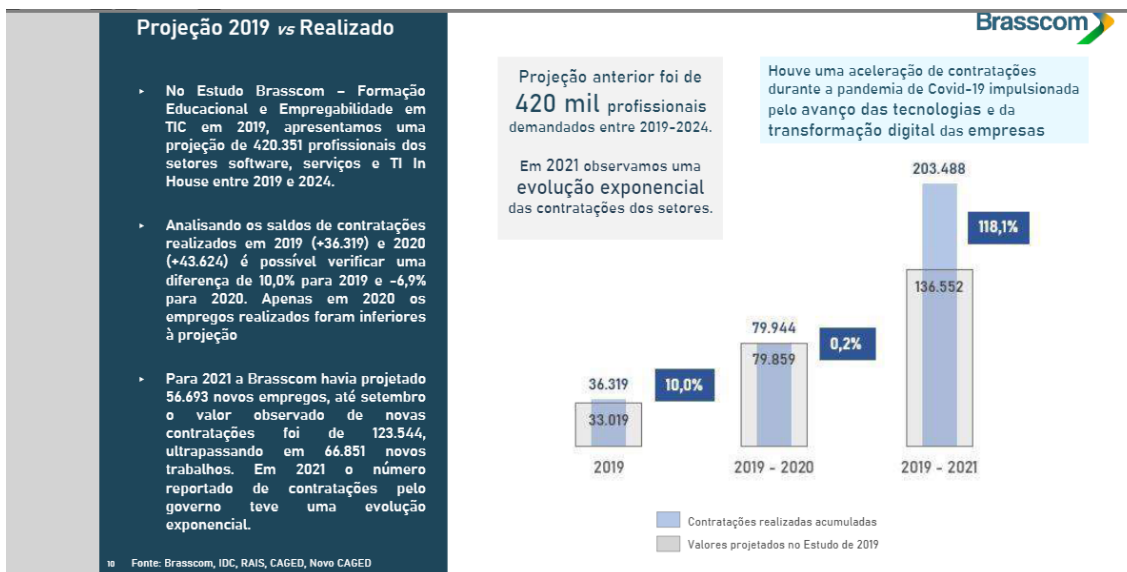 Projeção 2019 vs Realizado
▸ No Estudo Brasscom – Formação
Educacional e Empregabilidade em
TIC em 2019, apresentamos uma
projeção de 420.351 profissionais dos
setores software, serviços e TI In
House entre 2019 e 2024.
▸ Analisando os saldos de contratações
realizados em 2019 (+36.319) e 2020
(+43.624) é possível verificar uma
diferença de 10,0% para 2019 e -6,9%
para 2020. Apenas em 2020 os
empregos realizados foram inferiores
à projeção
▸ Para 2021 a Brasscom havia projetado
56.693 novos empregos, até setembro
o valor observado de novas
contratações foi de 123.544,
ultrapassando em 66.851 novos
trabalhos. Em 2021 o número
reportado de contratações pelo
governo teve uma evolução
exponencial.
10 Fonte: Brasscom, IDC, RAIS, CAGED, Novo CAGED
Brasscom
Projeção anterior foi de
420 mil profissionais
demandados entre 2019-2024.
Em 2021 observamos uma
evolução exponencial
das contratações dos setores.
Houve uma aceleração de contratações
durante a pandemia de Covid-19 impulsionada
pelo avanço das tecnologias e da
transformação digital das empresas
203.488
118,1%
136.552
79.944
0,2%
79.859
36.319
10,0%
33.019
2019
2019 - 2020
2019 - 2021
Contratações realizadas acumuladas
Valores projetados no Estudo de 2019